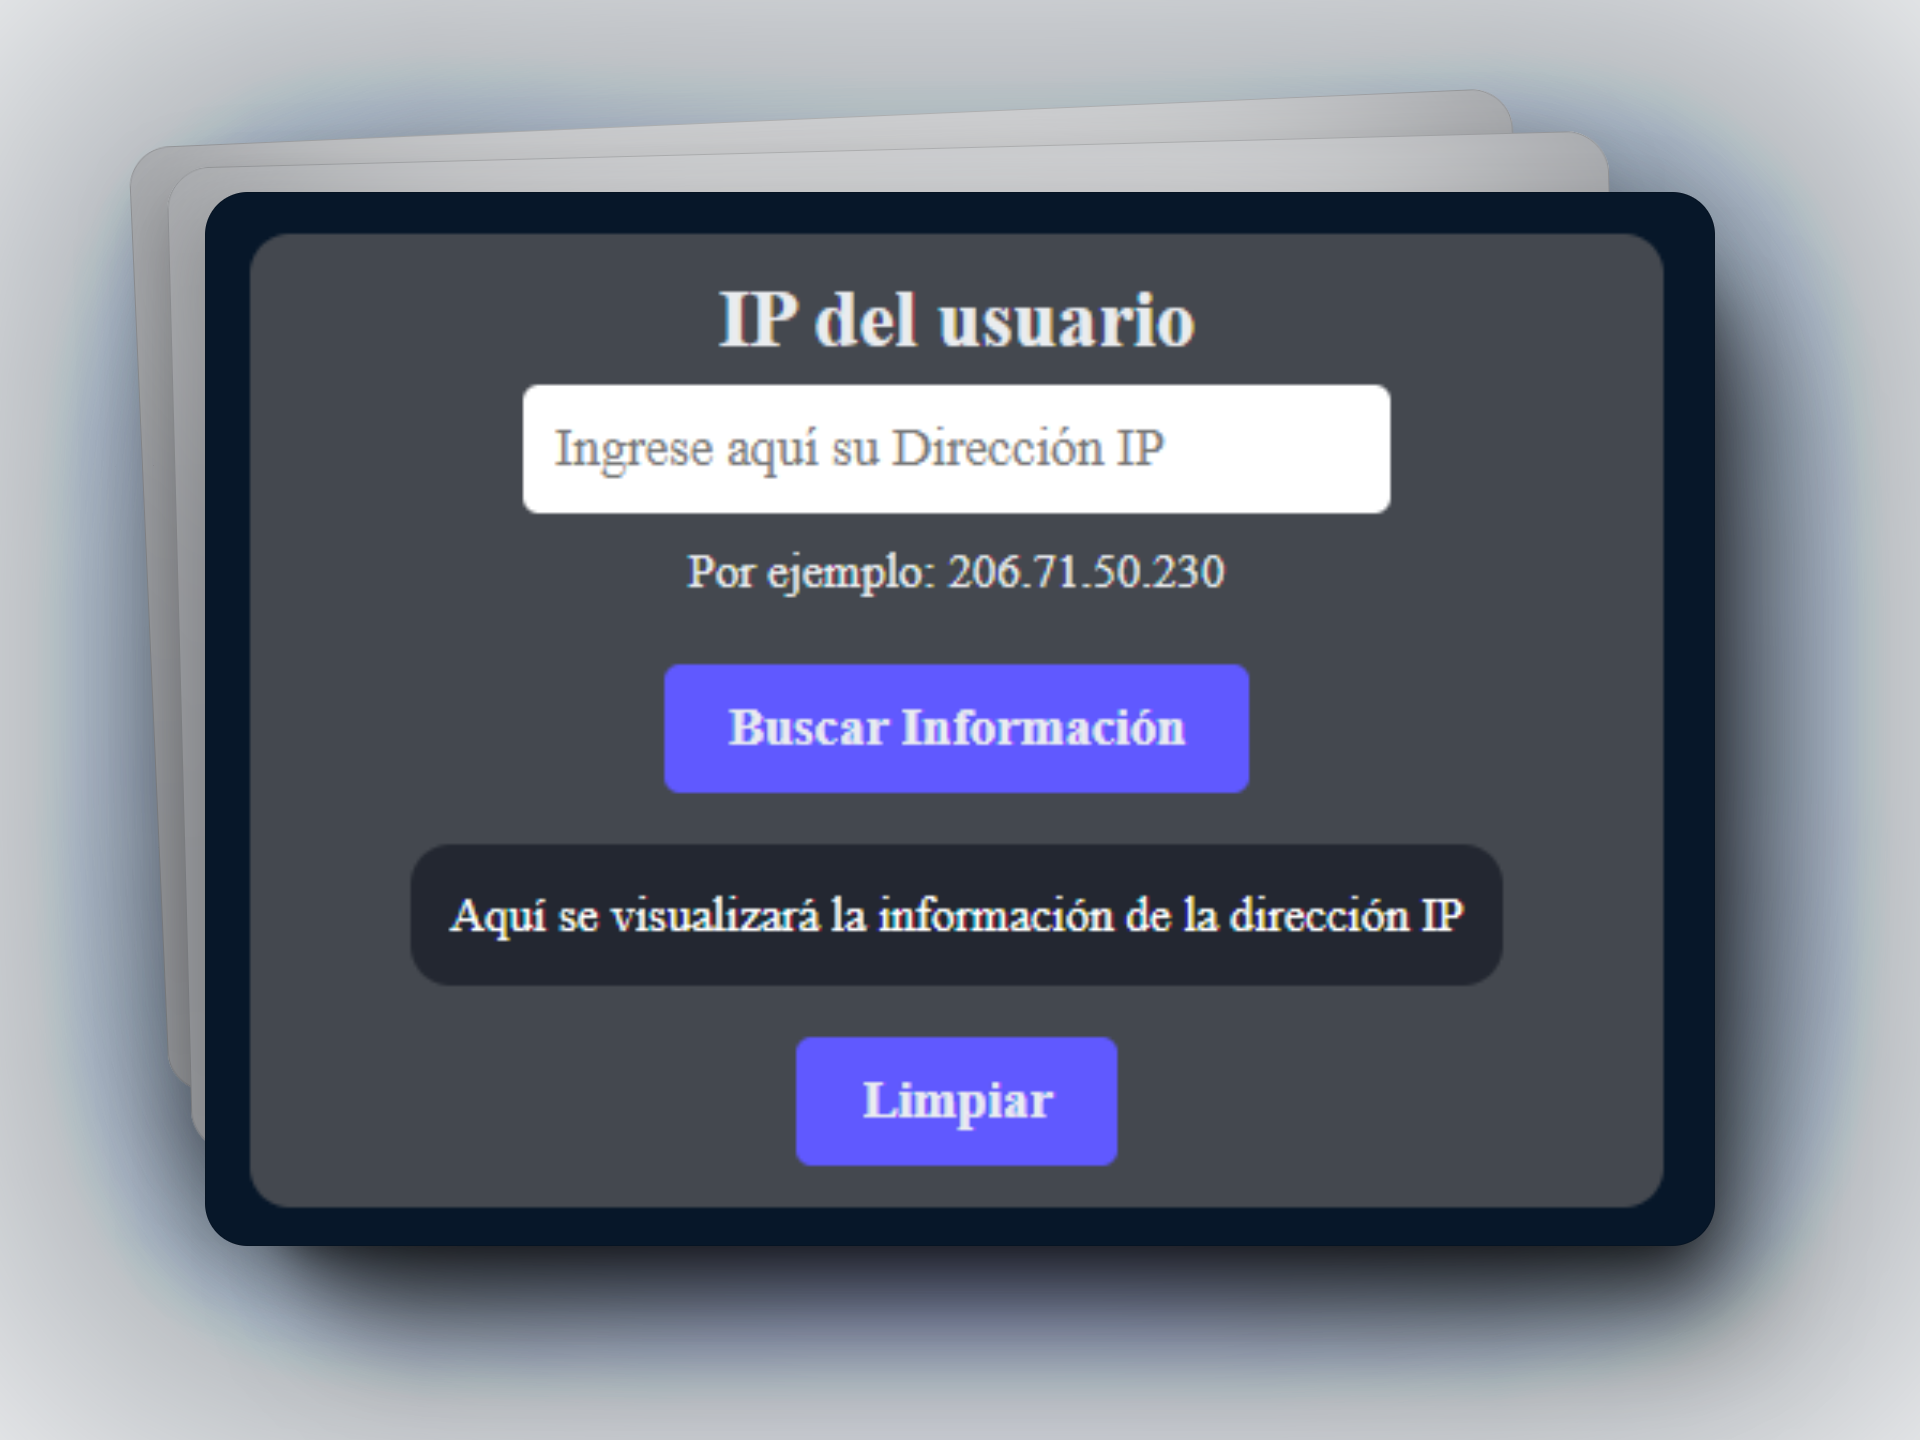 IP del usuario
Ingrese aquí su Dirección IP
Por ejemplo: 206.71.50.230
Buscar Información
Aquí se visualizará la información de la dirección IP
Limpiar